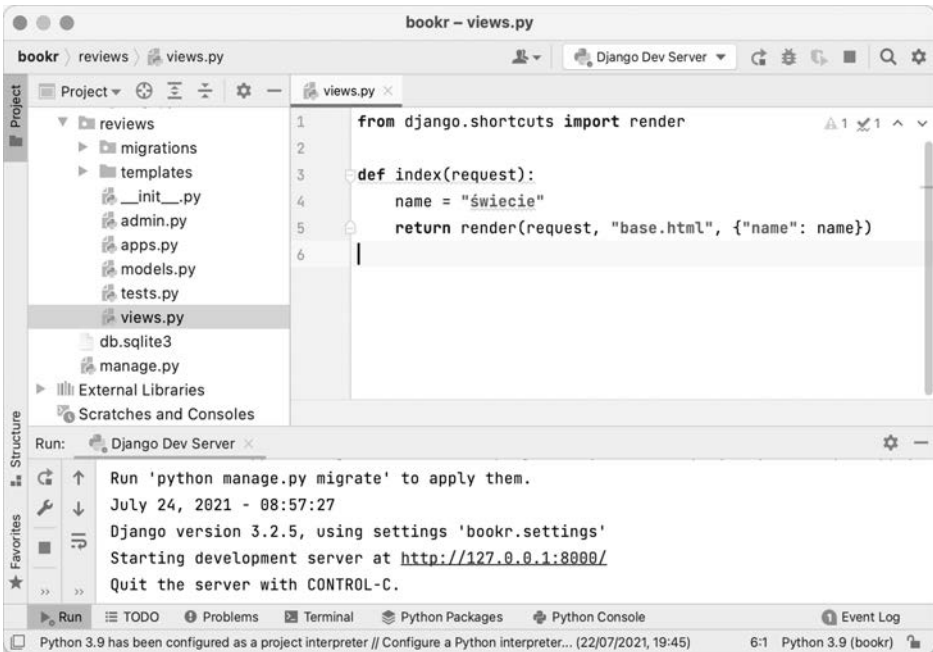 bookr – views.py
bookr reviews views.py
Django Dev Server
Project
Project
views.py
reviews
migrations
templates
__init__.py
admin.py
apps.py
models.py
tests.py
views.py
db.sqlite3
manage.py
External Libraries
Scratches and Consoles
1 from django.shortcuts import render
2
3 def index(request):
4 name = "świecie"
5 return render(request, "base.html", {"name": name})
6
1 1
Structure
Favorites
Run: Django Dev Server
Run 'python manage.py migrate' to apply them.
July 24, 2021 - 08:57:27
Django version 3.2.5, using settings 'bookr.settings'
Starting development server at http://127.0.0.1:8000/
Quit the server with CONTROL-C.
Run TODO Problems Terminal Python Packages Python Console 1 Event Log
Python 3.9 has been configured as a project interpreter // Configure a Python interpreter... (22/07/2021, 19:45) 6:1 Python 3.9 (bookr)